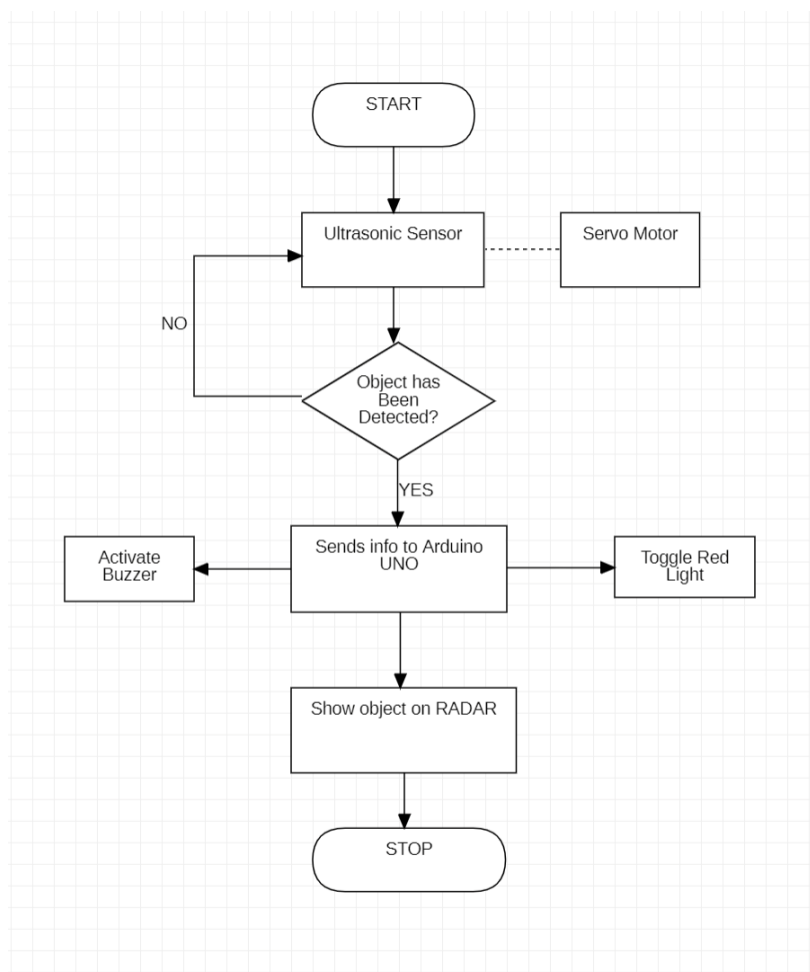 START
Ultrasonic Sensor
Servo Motor
NO
Object has
Been
Detected?
YES
Sends info to Arduino
UNO
Activate
Buzzer
Toggle Red
Light
Show object on RADAR
STOP